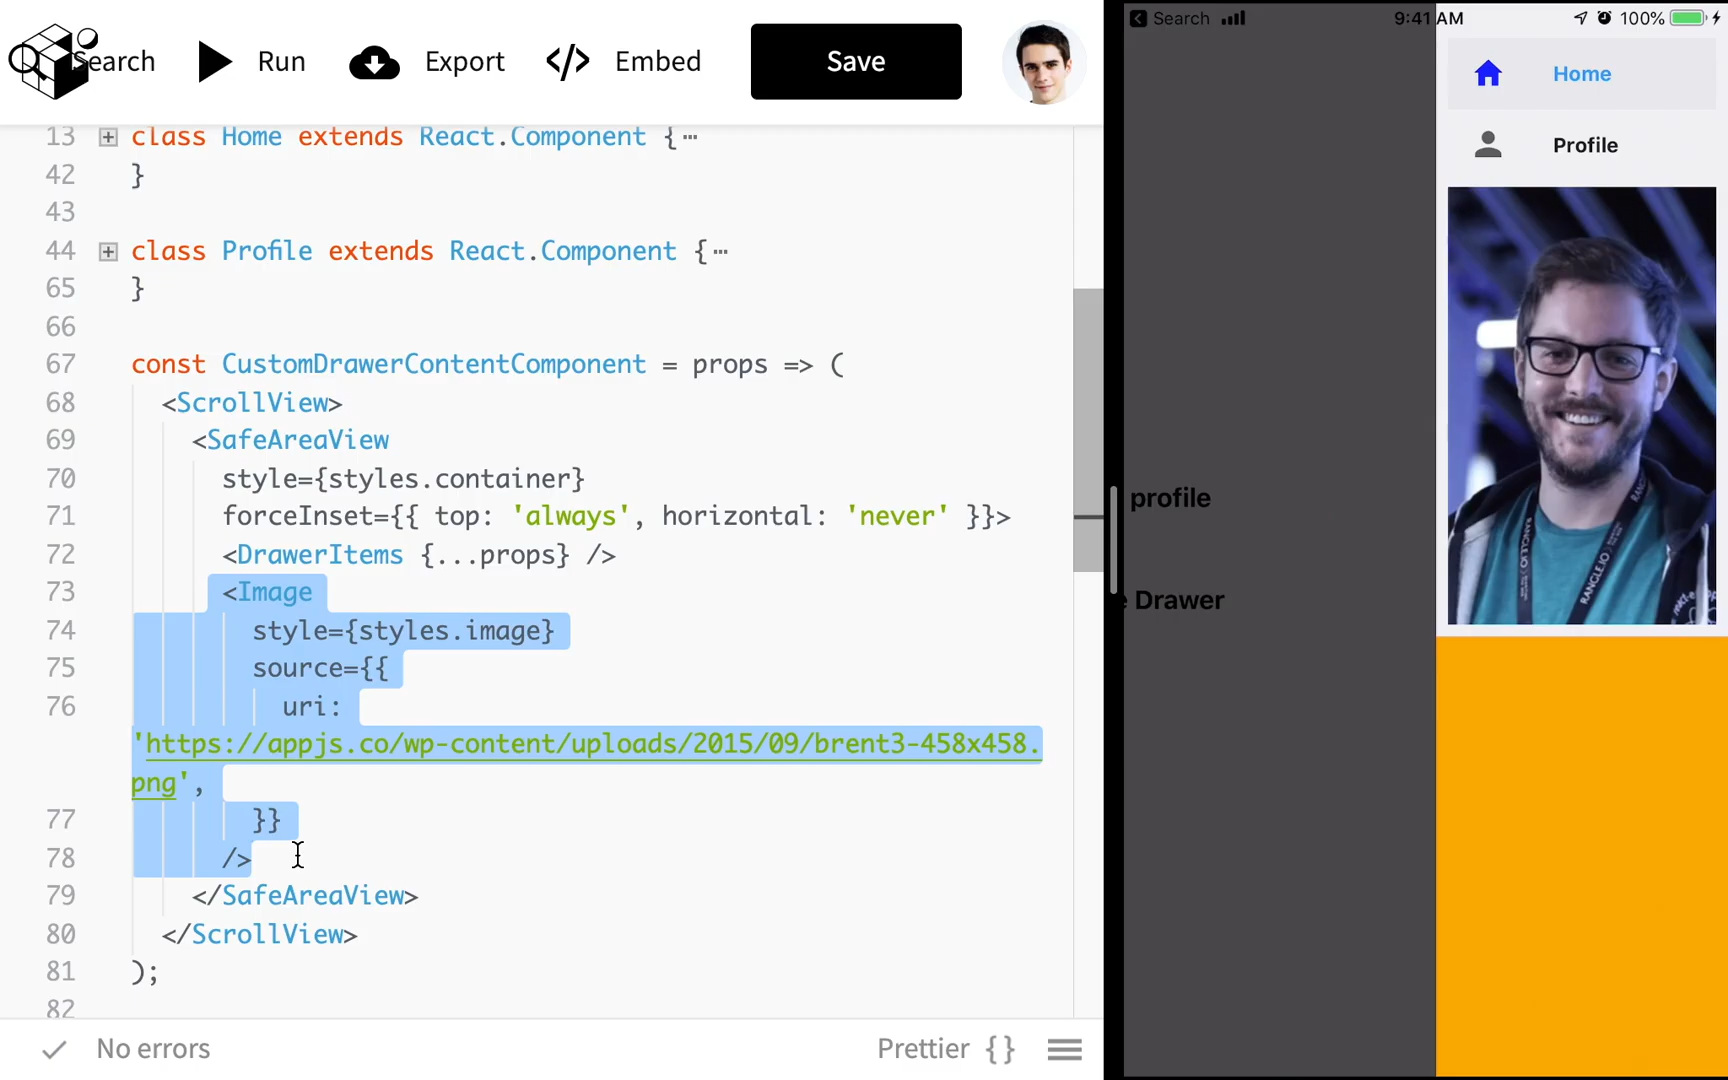 Search Run Export Embed Save
13 class Home extends React.Component {
42 }
43
44 class Profile extends React.Component {
65 }
66
67 const CustomDrawerContentComponent = props => (
68 <ScrollView>
69 <SafeAreaView
70 style={styles.container}
71 forceInset={{ top: 'always', horizontal: 'never' }}>
72 <DrawerItems {...props} />
73 <Image
74 style={styles.image}
75 source={{
76 uri:
'https://appjs.co/wp-content/uploads/2015/09/brent3-458x458.
png',
77 }}
78 />
79 </SafeAreaView>
80 </ScrollView>
81 );
82
No errors Prettier {}
Search 9:41 AM 100%
Home
Profile
RANGLE.IO
profile
Drawer